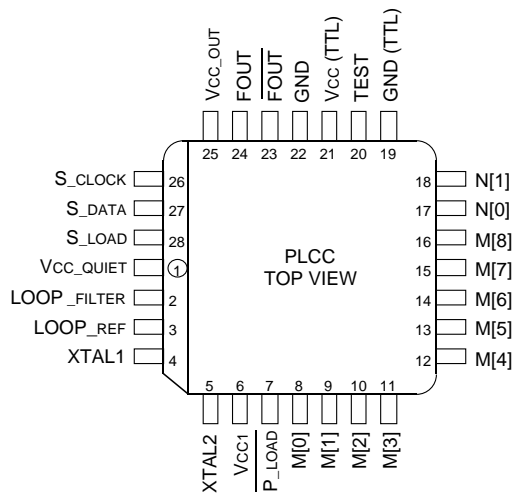 VCC_OUT
FOUT
FOUT
GND
VCC (TTL)
TEST
GND (TTL)
25 24 23 22 21 20 19
S_CLOCK 26
S_DATA 27
S_LOAD 28
VCC_QUIET 1
LOOP_FILTER 2
LOOP_REF 3
XTAL1 4
PLCC
TOP VIEW
18 N[1]
17 N[0]
16 M[8]
15 M[7]
14 M[6]
13 M[5]
12 M[4]
5 6 7 8 9 10 11
XTAL2
VCC1
P_LOAD
M[0]
M[1]
M[2]
M[3]